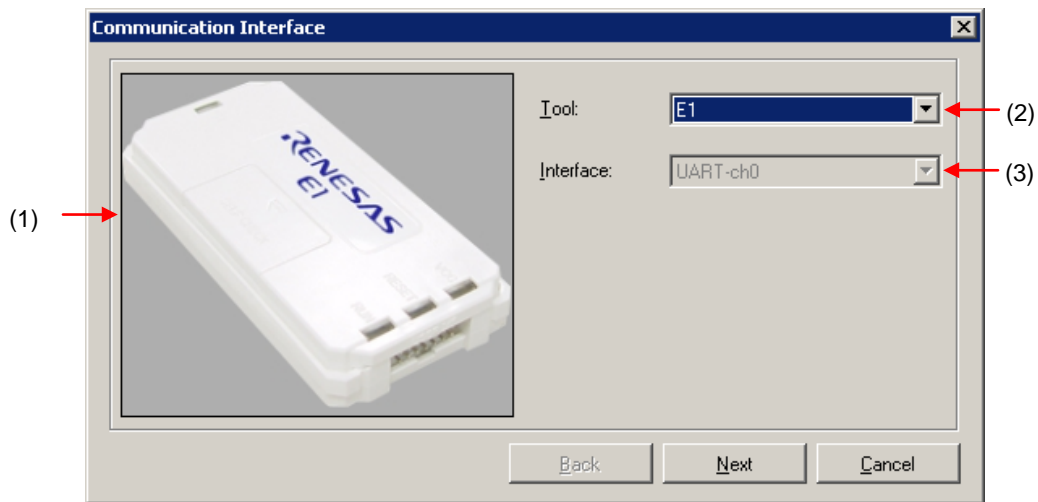 Communication Interface
Tool:
E1
(2)
RENESAS
E1
Interface:
UART-ch0
(3)
(1)
Back
Next
Cancel